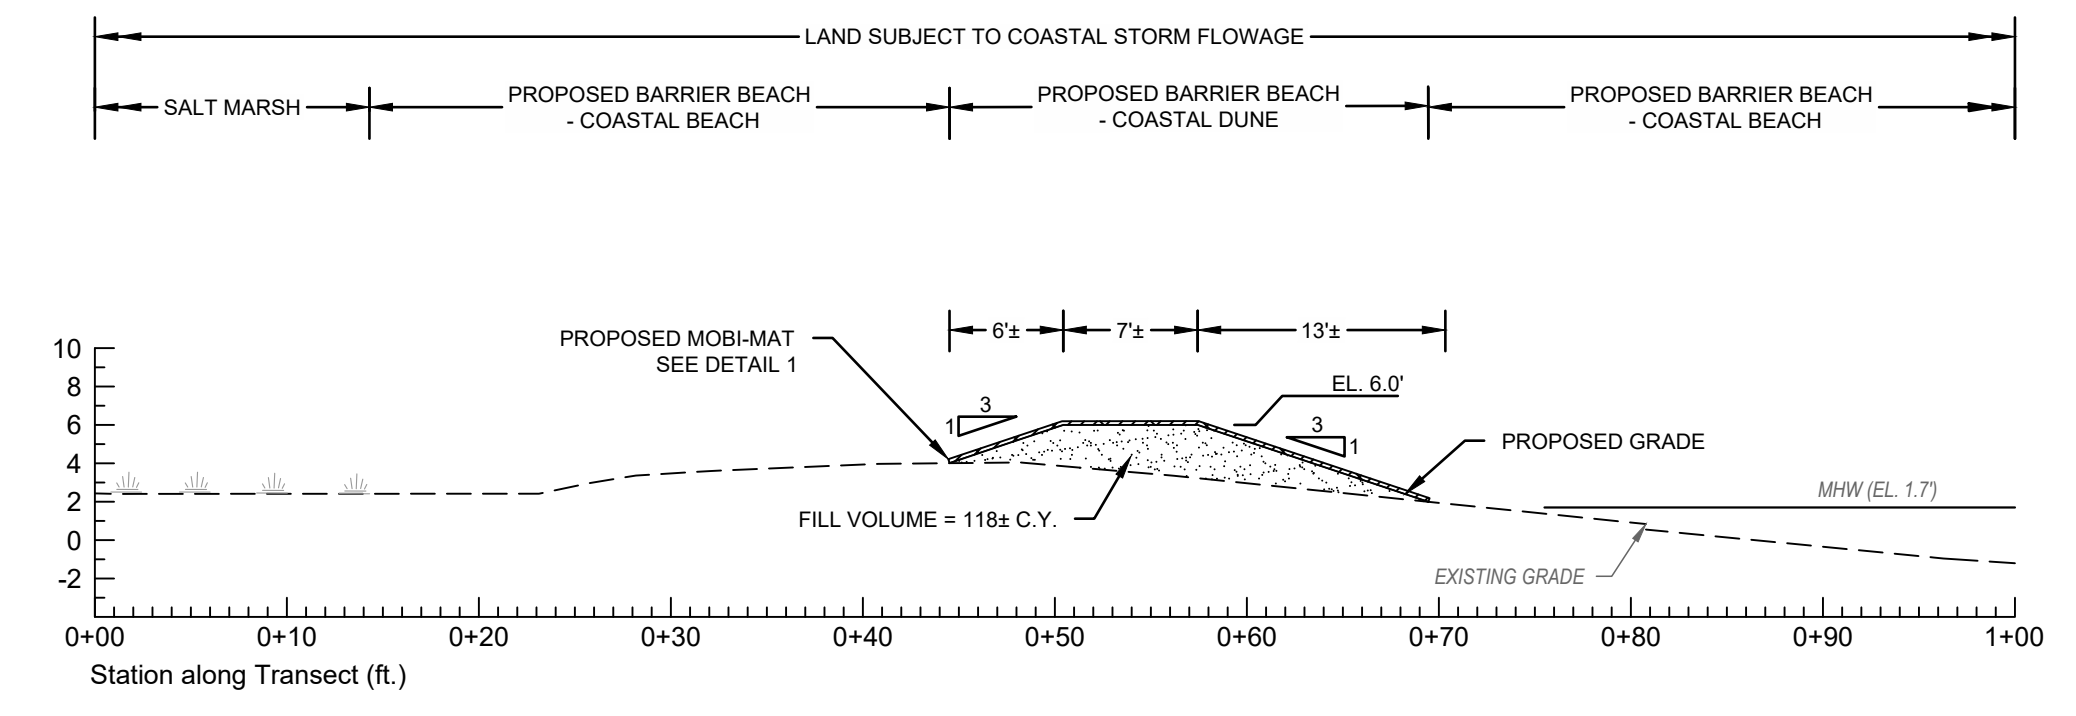 LAND SUBJECT TO COASTAL STORM FLOWAGE
SALT MARSH
PROPOSED BARRIER BEACH
- COASTAL BEACH
PROPOSED BARRIER BEACH
- COASTAL DUNE
PROPOSED BARRIER BEACH
- COASTAL BEACH
6'±
7'±
13'±
PROPOSED MOBI-MAT
SEE DETAIL 1
EL. 6.0'
3
1
3
1
PROPOSED GRADE
FILL VOLUME = 118± C.Y.
MHW (EL. 1.7')
EXISTING GRADE
10
8
6
4
2
0
-2
0+00
0+10
0+20
0+30
0+40
0+50
0+60
0+70
0+80
0+90
1+00
Station along Transect (ft.)